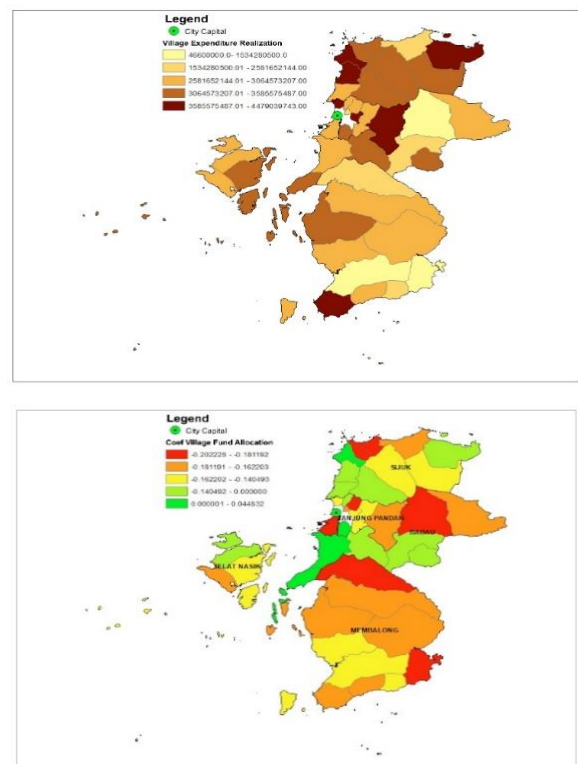 Legend
City Capital
Village Expenditure Realization
46600000.0 - 1534280500.0
1534280500.01 - 2581652144.00
2581652144.01 - 3064573207.00
3064573207.01 - 3585575487.00
3585575487.01 - 4479039743.00
Legend
City Capital
Coef Village Fund Allocation
-0.202228 - -0.181192
-0.181191 - -0.162203
-0.162202 - -0.140493
-0.140492 - 0.000000
0.000001 - 0.044832
SIJUK
TANJUNG PANDAN
BADAU
SELAT NASIK
MEMBALONG